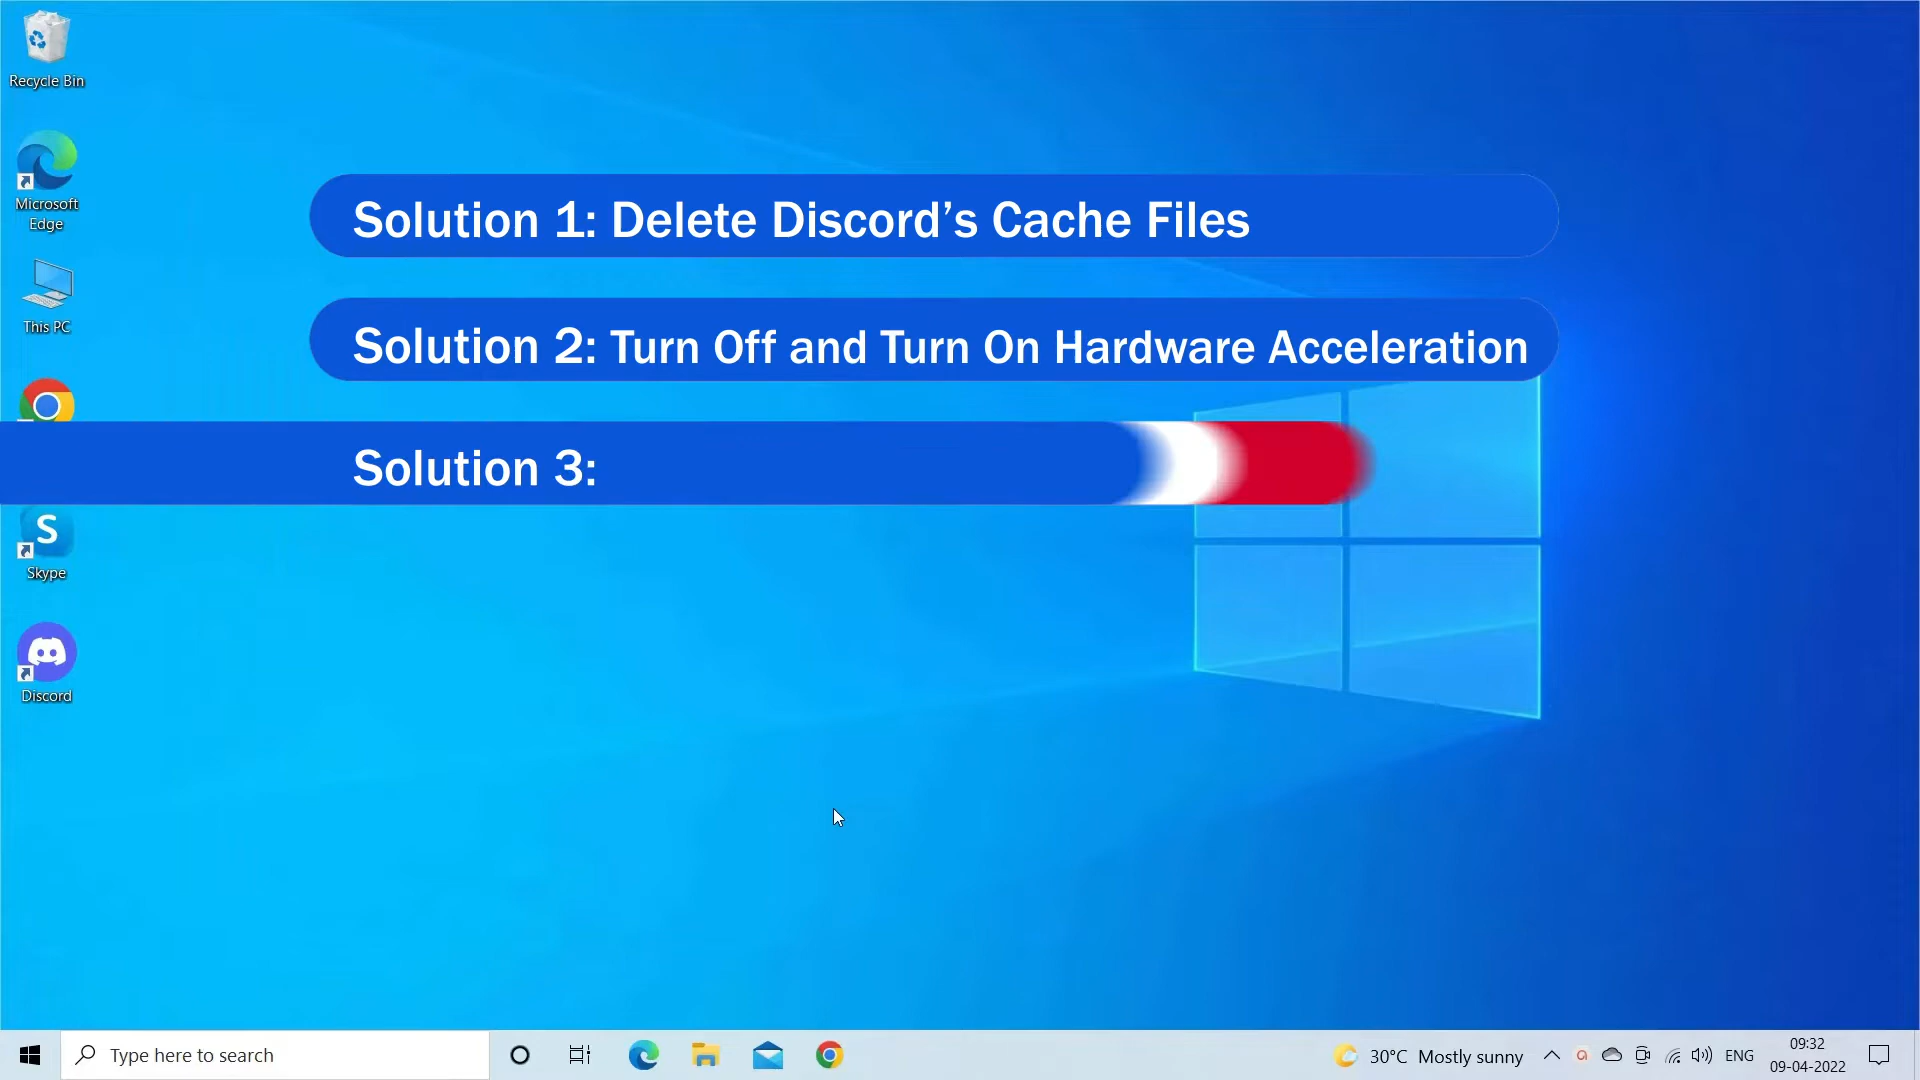 Recycle Bin
Microsoft
Edge
This PC
Skype
Discord
Solution 1: Delete Discord’s Cache Files
Solution 2: Turn Off and Turn On Hardware Acceleration
Solution 3:
Type here to search
30°C Mostly sunny
ENG
09:32
09-04-2022